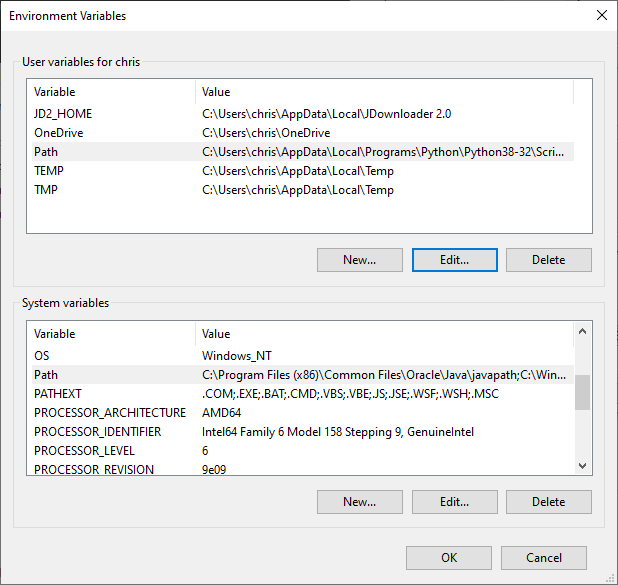 Environment Variables
User variables for chris
Variable Value
JD2_HOME C:\Users\chris\AppData\Local\JDownloader 2.0
OneDrive C:\Users\chris\OneDrive
Path C:\Users\chris\AppData\Local\Programs\Python\Python38-32\Scri...
TEMP C:\Users\chris\AppData\Local\Temp
TMP C:\Users\chris\AppData\Local\Temp
New... Edit... Delete
System variables
Variable Value
OS Windows_NT
Path C:\Program Files (x86)\Common Files\Oracle\Java\javapath;C:\Win...
PATHEXT .COM;.EXE;.BAT;.CMD;.VBS;.VBE;.JS;.JSE;.WSF;.WSH;.MSC
PROCESSOR_ARCHITECTURE AMD64
PROCESSOR_IDENTIFIER Intel64 Family 6 Model 158 Stepping 9, GenuineIntel
PROCESSOR_LEVEL 6
PROCESSOR_REVISION 9e09
New... Edit... Delete
OK Cancel